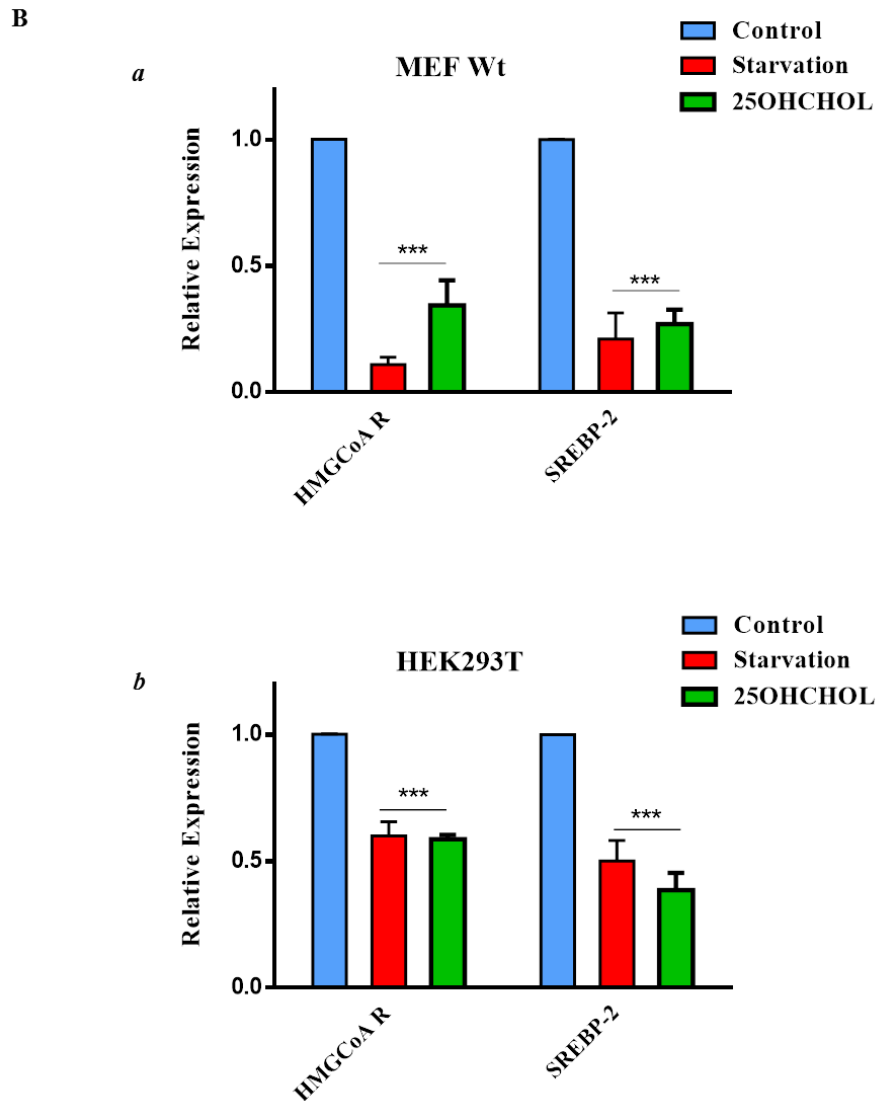 B
a
MEF Wt
Control
Starvation
25OHCHOL
Relative Expression
1.0
0.5
0.0
***
***
HMGCoA R
SREBP-2
b
HEK293T
Control
Starvation
25OHCHOL
Relative Expression
1.0
0.5
0.0
***
***
HMGCoA R
SREBP-2